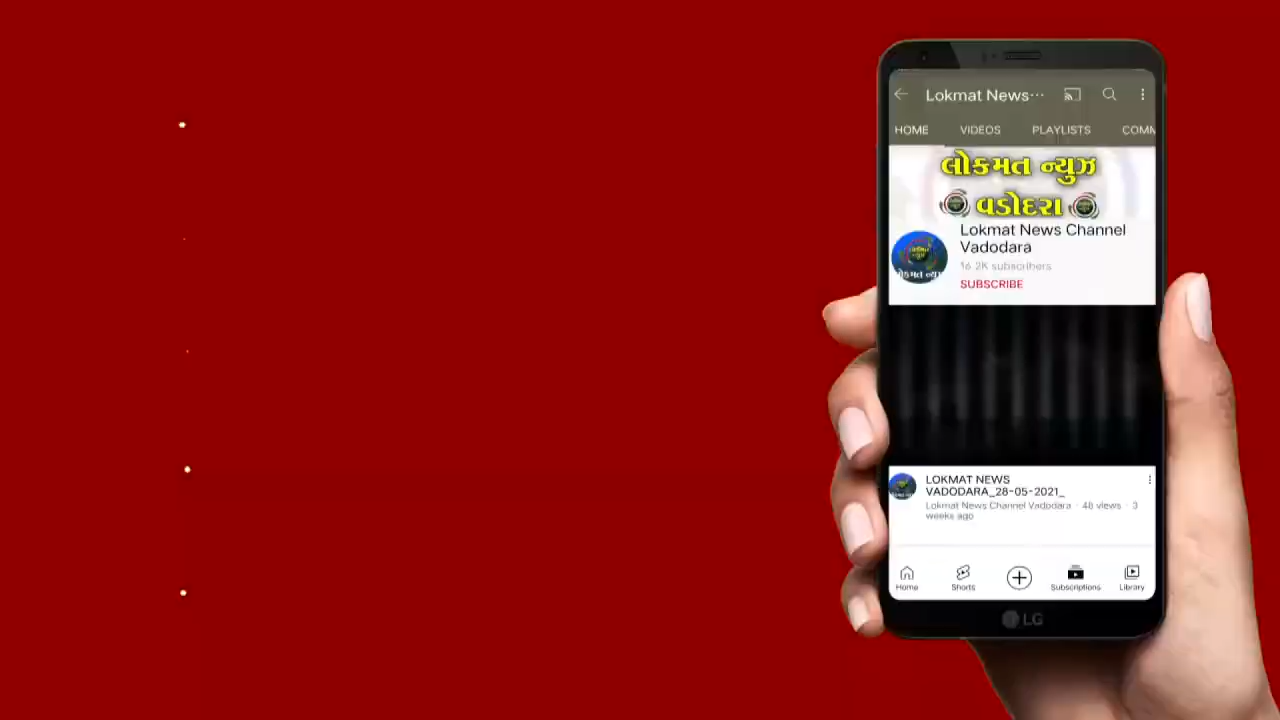 Lokmat News···
HOME VIDEOS PLAYLISTS COMM
લોકમત ન્યુઝ
વડોદરા
Lokmat News Channel
Vadodara
16.2K subscribers
SUBSCRIBE
LOKMAT NEWS
VADODARA_28-05-2021_
Lokmat News Channel Vadodara · 48 views · 3
weeks ago
Home Shorts Subscriptions Library
LG